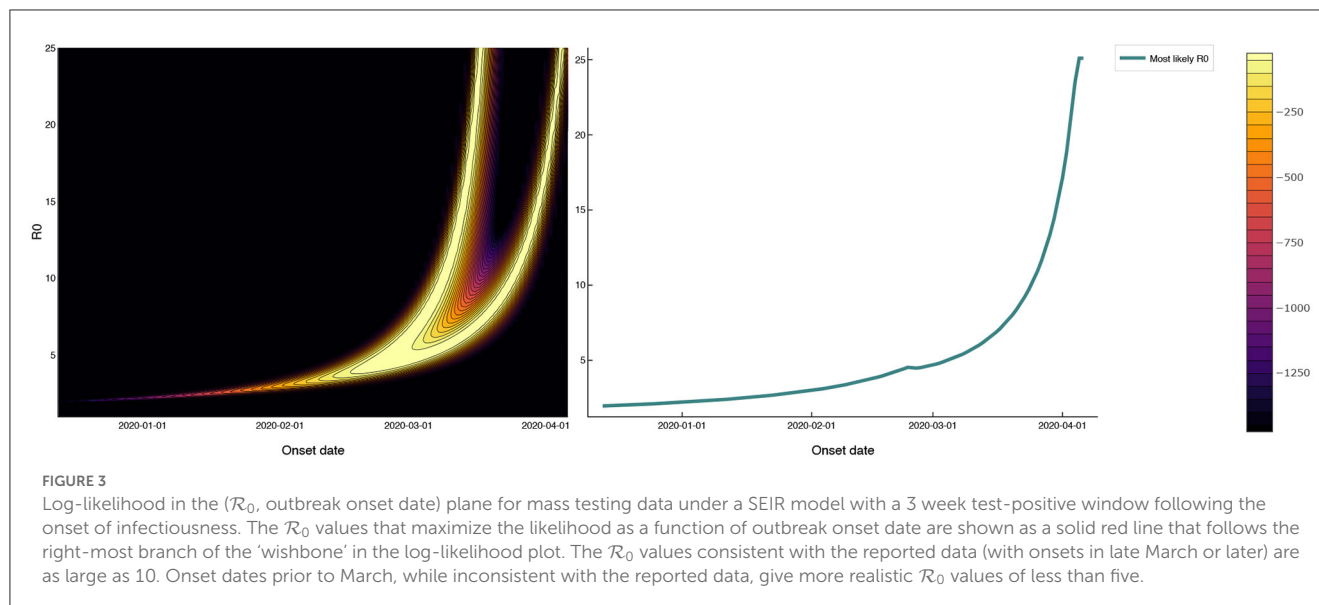 25
20
15
10
5
R0
2020-01-01
2020-02-01
2020-03-01
2020-04-01
Onset date
25
20
15
10
5
2020-01-01
2020-02-01
2020-03-01
2020-04-01
Onset date
Most likely R0
−250
−500
−750
−1000
−1250
FIGURE 3
Log-likelihood in the (ℛ₀, outbreak onset date) plane for mass testing data under a SEIR model with a 3 week test-positive window following the
onset of infectiousness. The ℛ₀ values that maximize the likelihood as a function of outbreak onset date are shown as a solid red line that follows the
right-most branch of the ‘wishbone’ in the log-likelihood plot. The ℛ₀ values consistent with the reported data (with onsets in late March or later) are
as large as 10. Onset dates prior to March, while inconsistent with the reported data, give more realistic ℛ₀ values of less than five.